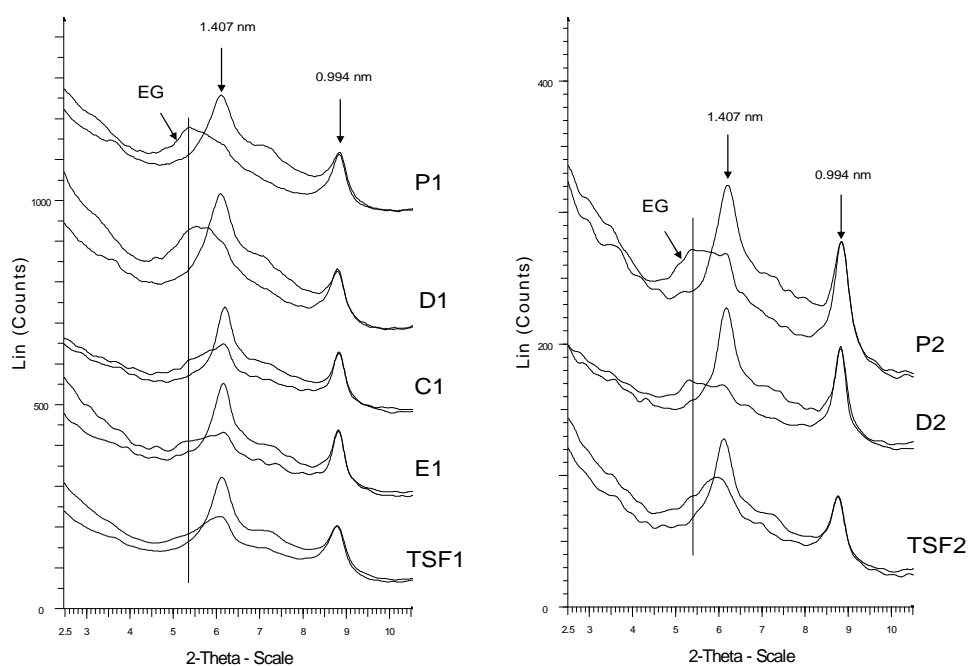 1.407 nm
0.994 nm
EG
P1
D1
C1
E1
TSF1
1000
500
0
Lin (Counts)
2.5 3 4 5 6 7 8 9 10
2-Theta - Scale
1.407 nm
0.994 nm
EG
P2
D2
TSF2
400
200
0
Lin (Counts)
2.5 3 4 5 6 7 8 9 10
2-Theta - Scale